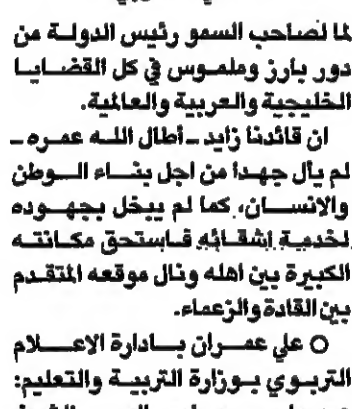 لما لصاحب السمو رئيس الدولة من
دور بارز وملموس في كل القضايا
الخليجية والعربية والعالمية.
ان قائدنا زايد ـ أطال الله عمره ـ
لم يأل جهدا من اجل بناء الوطن
والانسان، كما لم يبخل بجهوده
لخدمة اشقائه فاستحق مكانته
الكبيرة بين اهله ونال موقعه المتقدم
بين القادة والزعماء.
O علي عمران بادارة الاعلام
التربوي بوزارة التربية والتعليم: